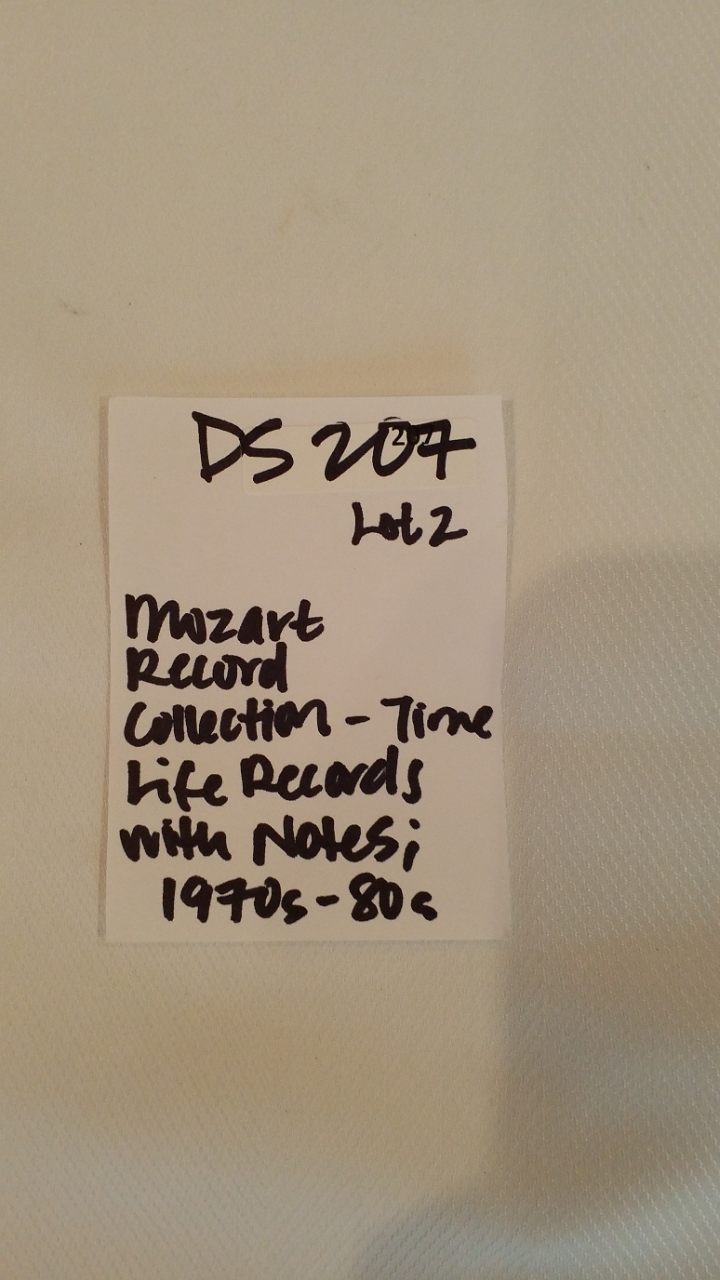 DS 207
Lot 2
Mozart
Record
Collection - Time
Life Records
with Notes;
1970s - 80s